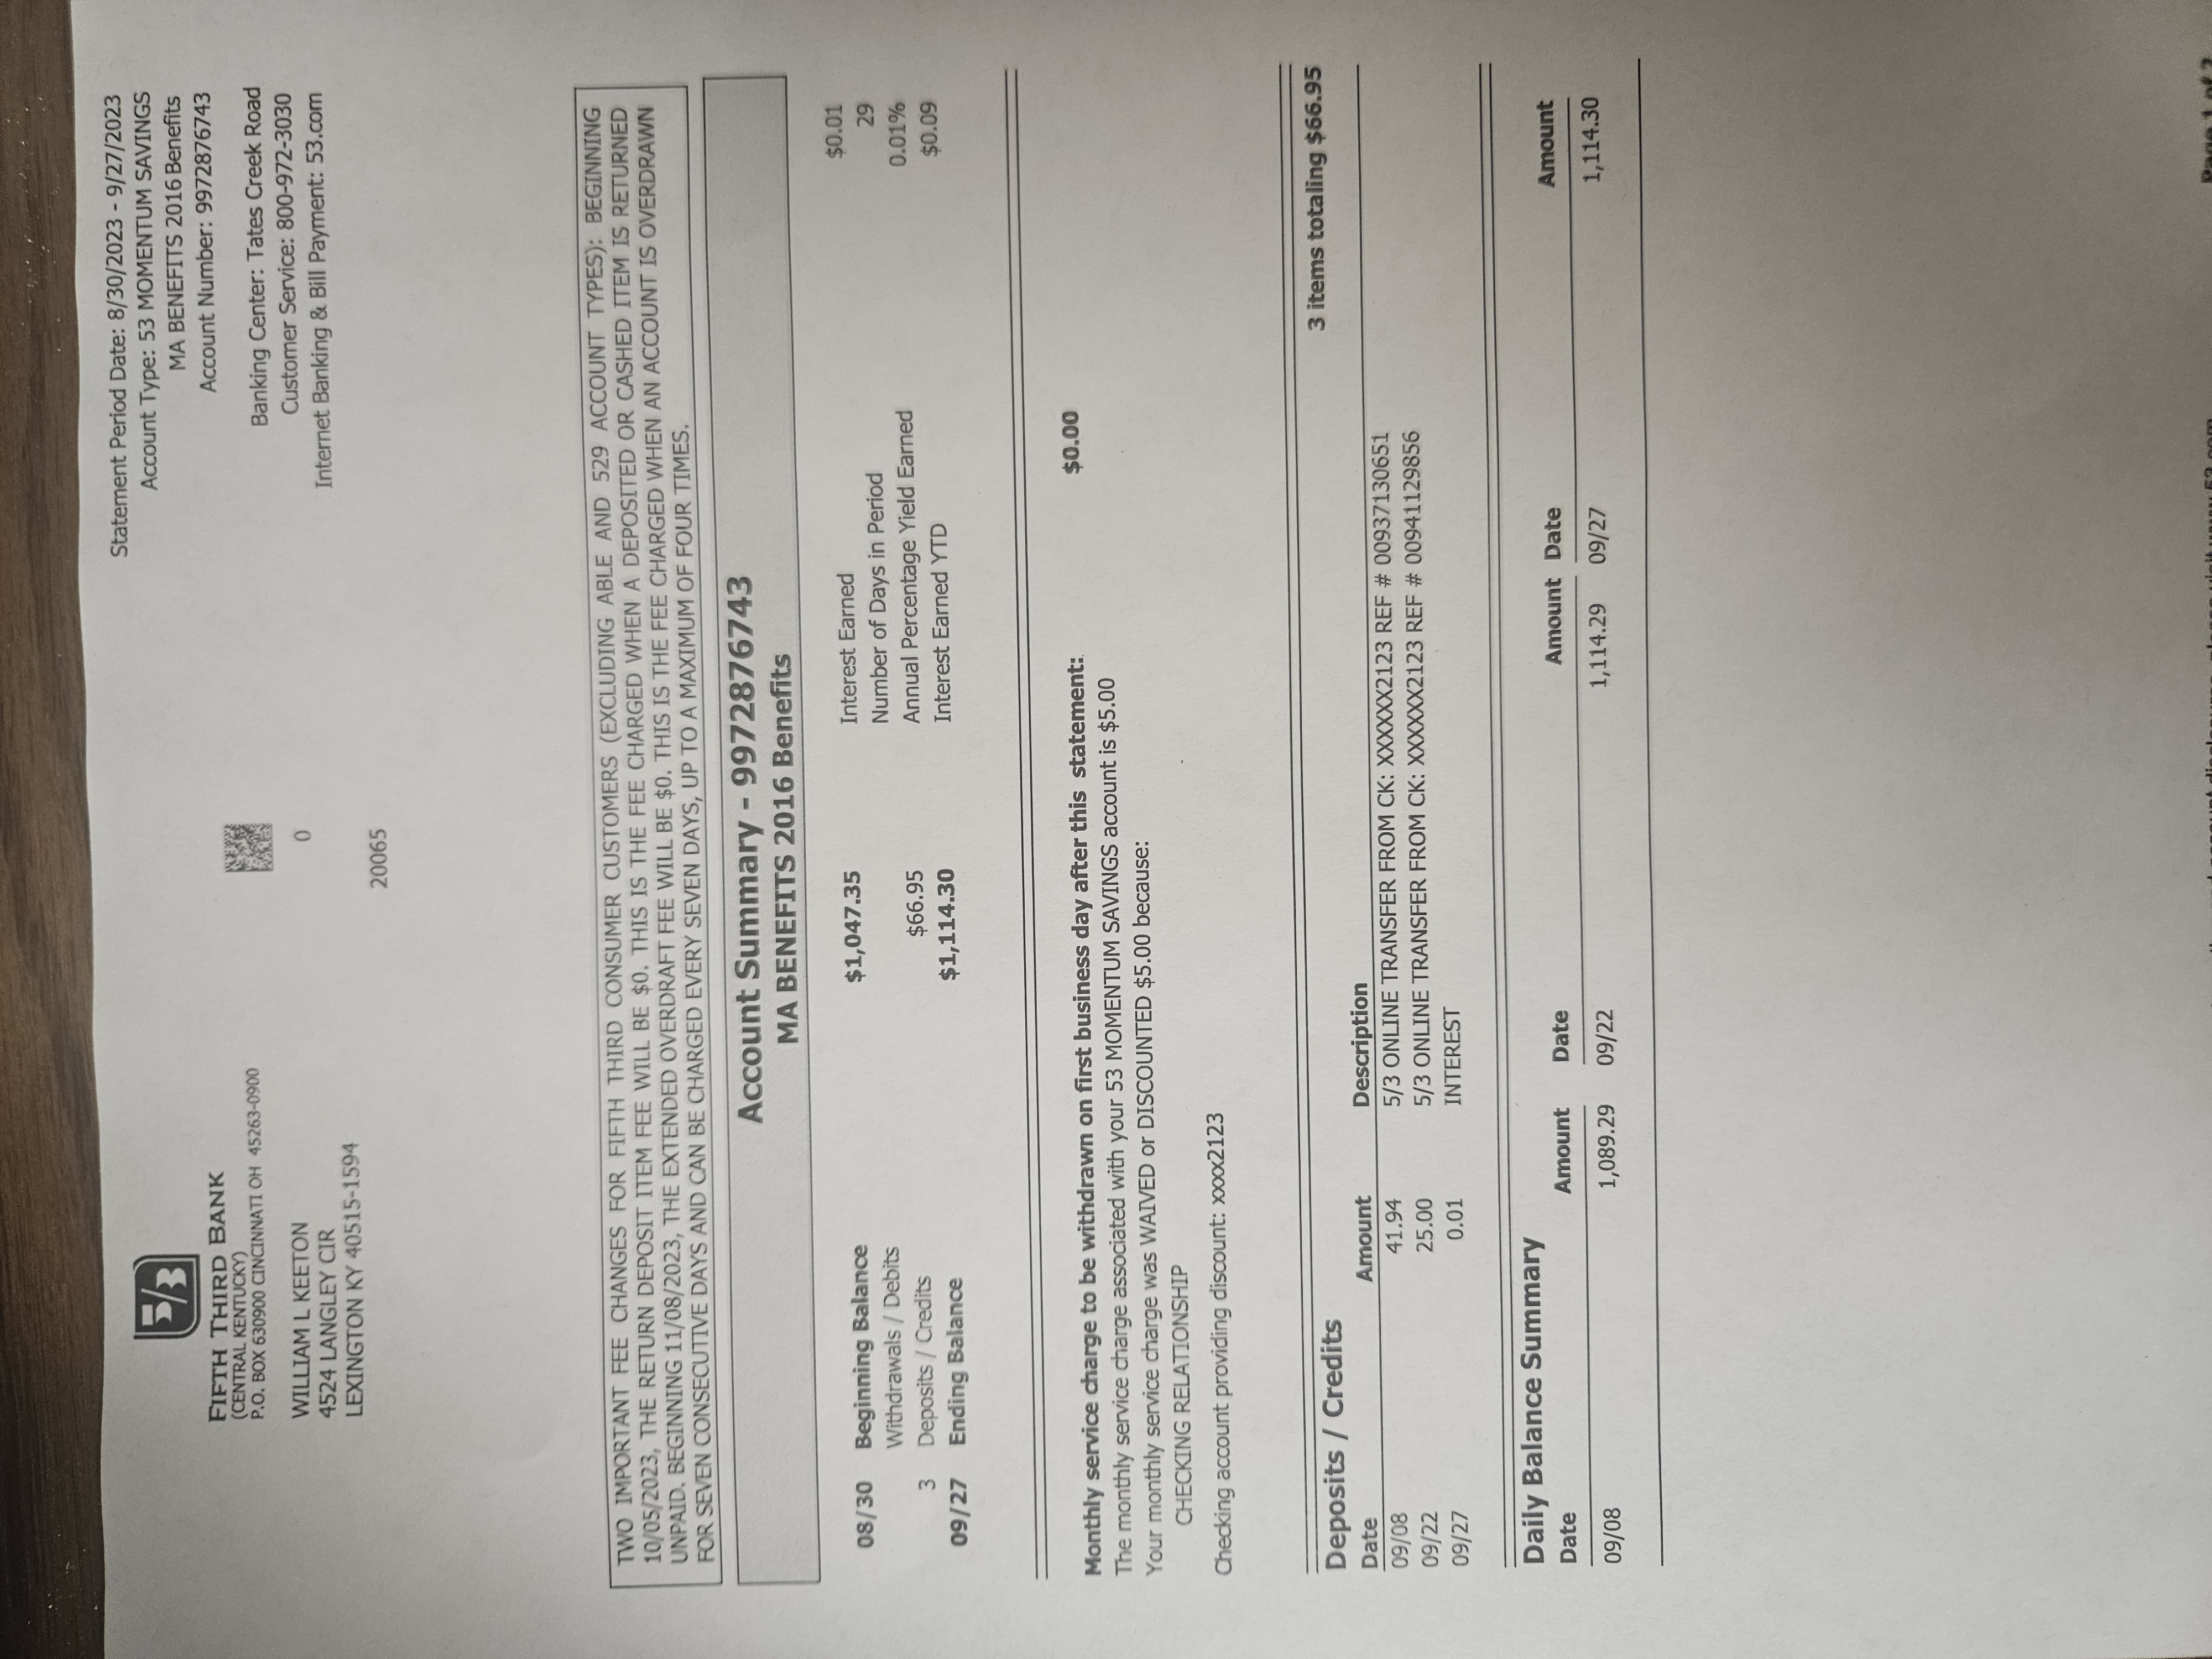 Statement Period Date: 8/30/2023 - 9/27/2023
Account Type: 53 MOMENTUM SAVINGS
MA BENEFITS 2016 Benefits
Account Number: 9972876743
5/3
FIFTH THIRD BANK
(CENTRAL KENTUCKY)
P.O. BOX 630900 CINCINNATI OH 45263-0900
Banking Center: Tates Creek Road
Customer Service: 800-972-3030
Internet Banking & Bill Payment: 53.com
WILLIAM L KEETON
4524 LANGLEY CIR
LEXINGTON KY 40515-1594
0
20065
TWO IMPORTANT FEE CHANGES FOR FIFTH THIRD CONSUMER CUSTOMERS (EXCLUDING ABLE AND 529 ACCOUNT TYPES): BEGINNING
10/05/2023, THE RETURN DEPOSIT ITEM FEE WILL BE $0. THIS IS THE FEE CHARGED WHEN A DEPOSITED OR CASHED ITEM IS RETURNED
UNPAID. BEGINNING 11/08/2023, THE EXTENDED OVERDRAFT FEE WILL BE $0. THIS IS THE FEE CHARGED WHEN AN ACCOUNT IS OVERDRAWN
FOR SEVEN CONSECUTIVE DAYS AND CAN BE CHARGED EVERY SEVEN DAYS, UP TO A MAXIMUM OF FOUR TIMES.
Account Summary - 9972876743
MA BENEFITS 2016 Benefits
08/30 Beginning Balance $1,047.35 Interest Earned $0.01
Withdrawals / Debits Number of Days in Period 29
3 Deposits / Credits $66.95 Annual Percentage Yield Earned 0.01%
09/27 Ending Balance $1,114.30 Interest Earned YTD $0.09
Monthly service charge to be withdrawn on first business day after this statement: $0.00
The monthly service charge associated with your 53 MOMENTUM SAVINGS account is $5.00
Your monthly service charge was WAIVED or DISCOUNTED $5.00 because:
CHECKING RELATIONSHIP
Checking account providing discount: xxxx2123
Deposits / Credits 3 items totaling $66.95
Date Amount Description
09/08 41.94 5/3 ONLINE TRANSFER FROM CK: XXXXXX2123 REF # 00937130651
09/22 25.00 5/3 ONLINE TRANSFER FROM CK: XXXXXX2123 REF # 00941129856
09/27 0.01 INTEREST
Daily Balance Summary
Date Amount Date Amount Date Amount
09/08 1,089.29 09/22 1,114.29 09/27 1,114.30
account disclosures, please visit www.53.com
Page 1 of 2